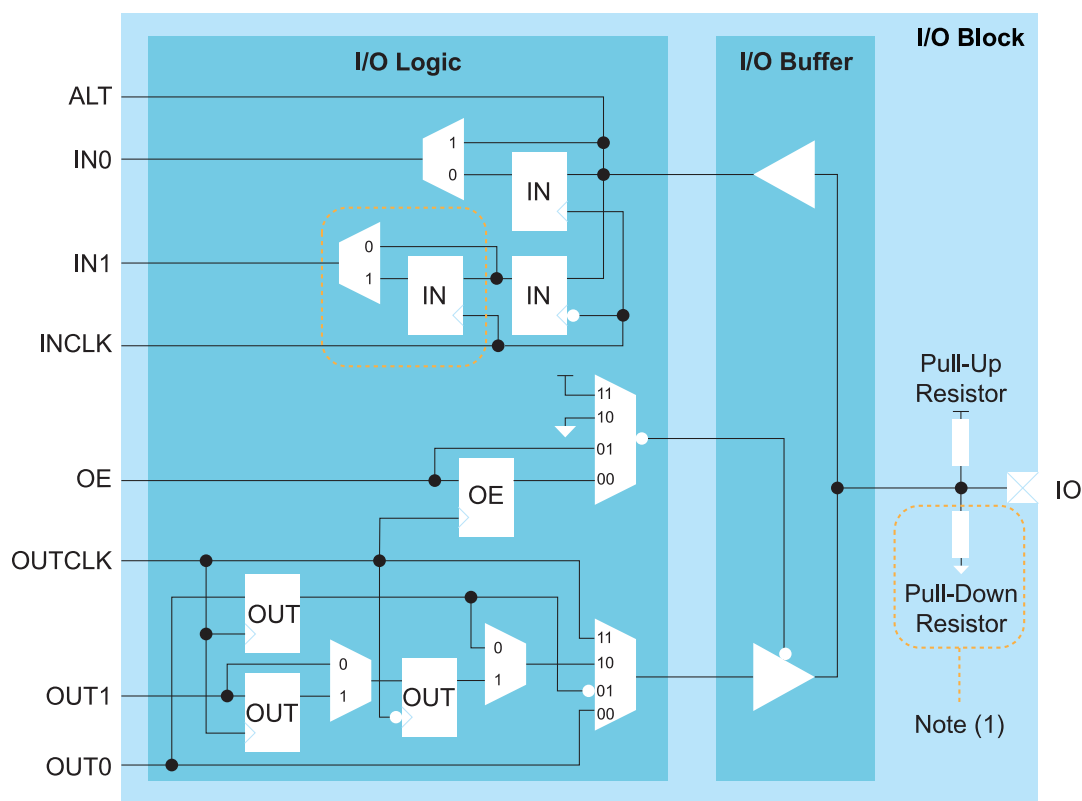 I/O Block
I/O Logic
I/O Buffer
ALT
IN0
1
0
IN
IN1
0
1
IN
IN
INCLK
Pull-Up
Resistor
11
10
01
00
OE
OE
IO
OUTCLK
Pull-Down
Resistor
OUT
0
1
11
10
01
00
OUT1
0
1
OUT
OUT
Note (1)
OUT0